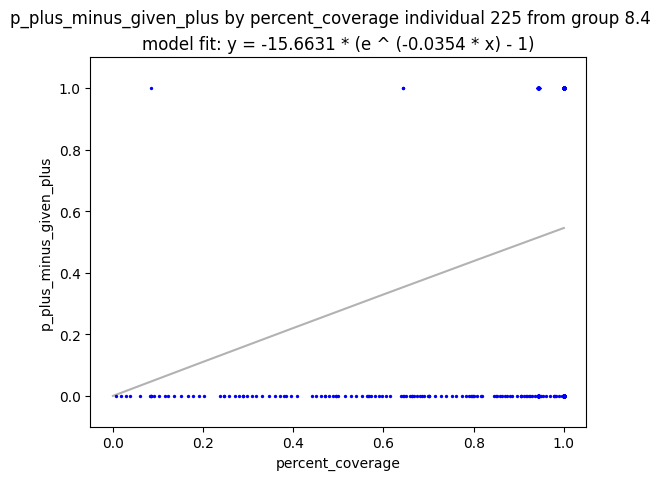 p_plus_minus_given_plus by percent_coverage individual 225 from group 8.4
model fit: y = -15.6631 * (e ^ (-0.0354 * x) - 1)
p_plus_minus_given_plus
1.0
0.8
0.6
0.4
0.2
0.0
0.0 0.2 0.4 0.6 0.8 1.0
percent_coverage